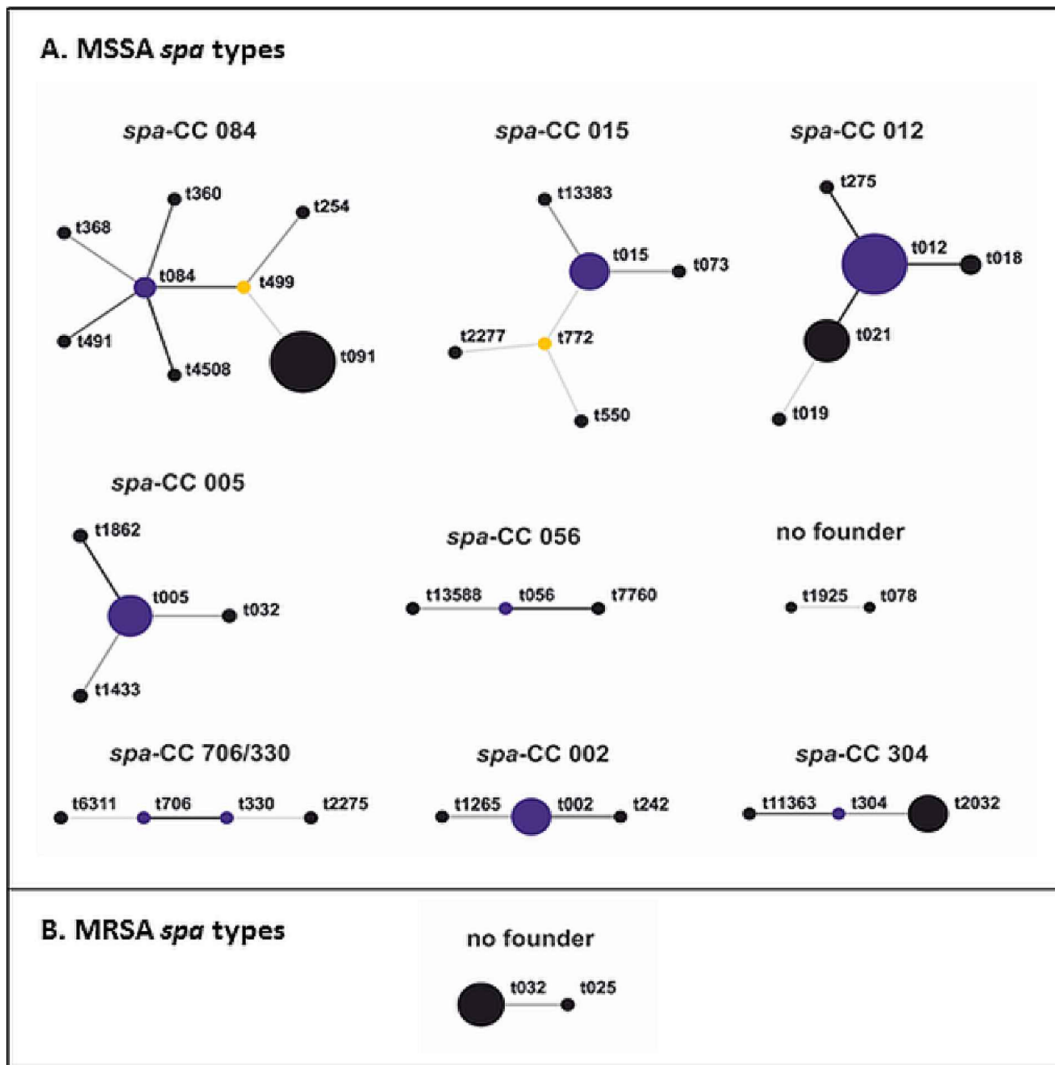 A. MSSA spa types
spa-CC 084
spa-CC 015
spa-CC 012
t360
t368
t254
t084
t499
t491
t4508
t091
t13383
t015
t073
t2277
t772
t550
t275
t012
t018
t021
t019
spa-CC 005
t1862
t005
t032
t1433
spa-CC 056
t13588
t056
t7760
no founder
t1925
t078
spa-CC 706/330
t6311
t706
t330
t2275
spa-CC 002
t1265
t002
t242
spa-CC 304
t11363
t304
t2032
B. MRSA spa types
no founder
t032
t025